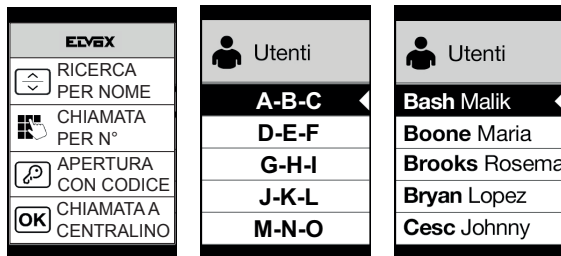 ELVOX
RICERCA
PER NOME
CHIAMATA
PER N°
APERTURA
CON CODICE
OK
CHIAMATA A
CENTRALINO
Utenti
A-B-C
D-E-F
G-H-I
J-K-L
M-N-O
Utenti
Bash Malik
Boone Maria
Brooks Rosema
Bryan Lopez
Cesc Johnny